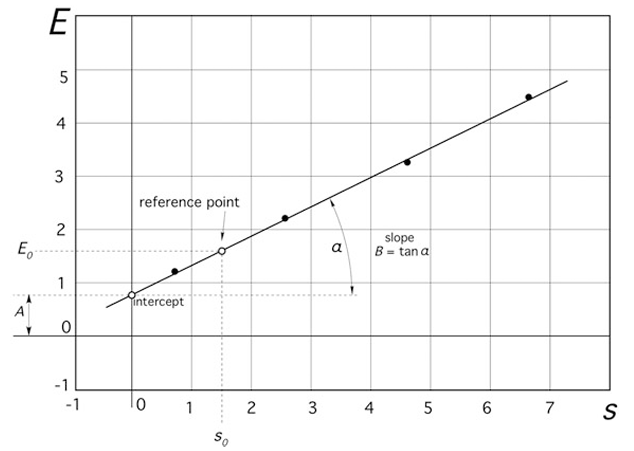 E
5
4
3
reference point
2
E₀
α
slope
B = tan α
1
A
intercept
0
-1
-1 0 1 2 3 4 5 6 7 S
s₀